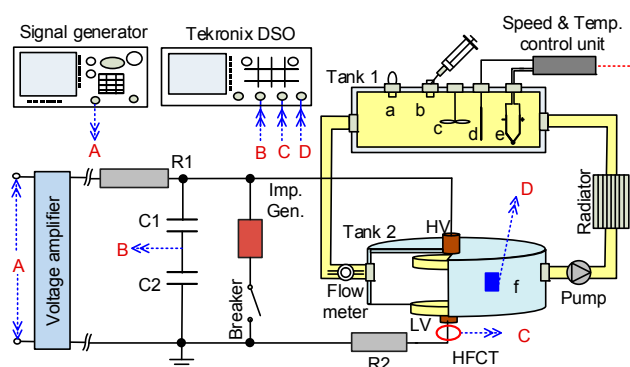 Signal generator
Tekronix DSO
Speed & Temp.
control unit
Tank 1
a
b
c
d
e
A
B
C
D
R1
Imp.
Gen.
HV
D
Radiator
A
Voltage amplifier
C1
B
C2
Breaker
Tank 2
f
Flow
meter
Pump
LV
R2
HFCT
C